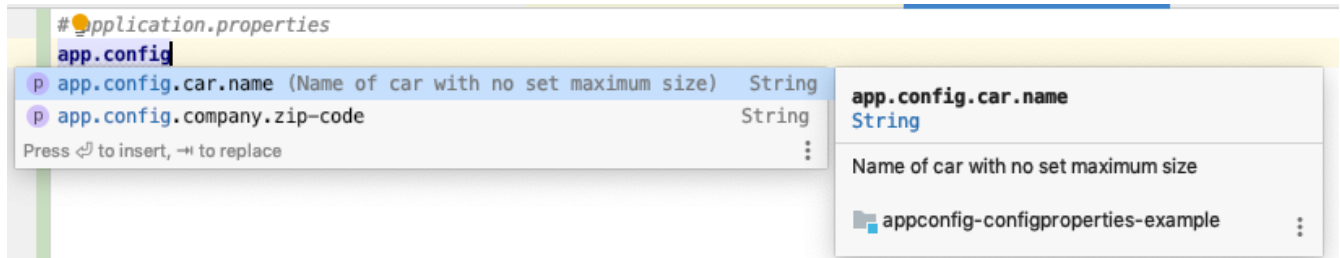 #application.properties
app.config
p app.config.car.name (Name of car with no set maximum size) String
p app.config.company.zip-code String
Press ⏎ to insert, ⇥ to replace
app.config.car.name
String
Name of car with no set maximum size
appconfig-configproperties-example